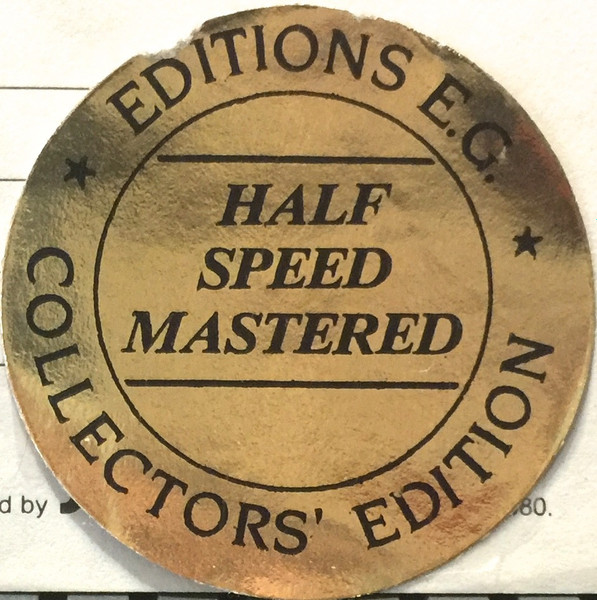 EDITIONS E.G.
HALF
SPEED
MASTERED
COLLECTORS' EDITION
d by
80.